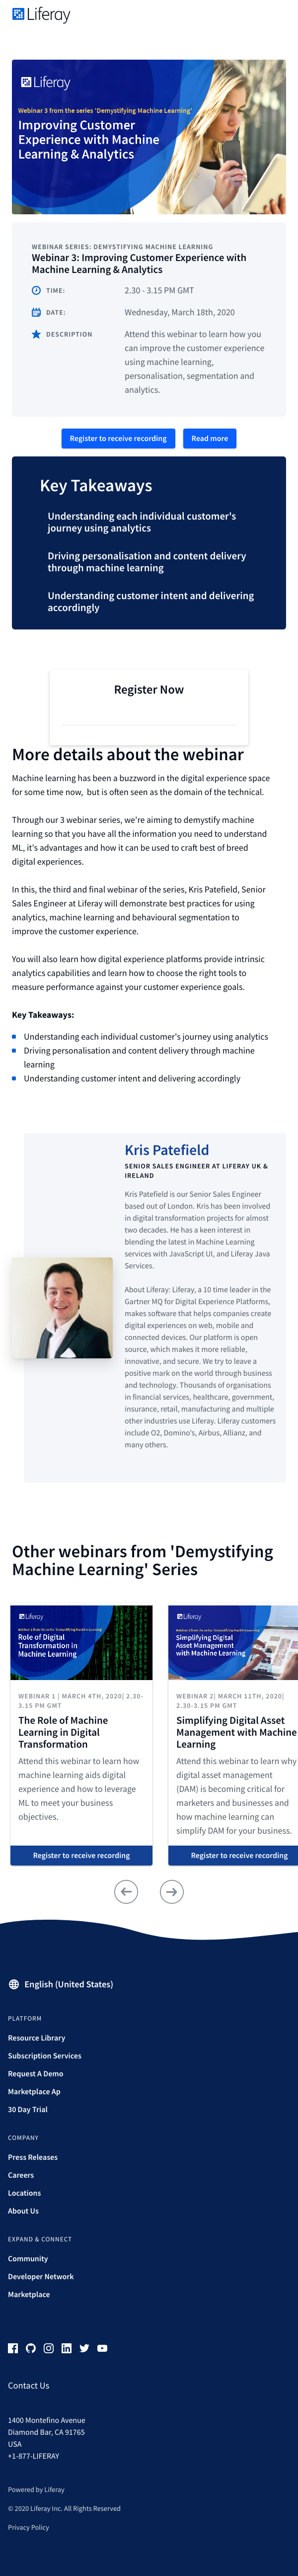 Liferay
Liferay
Webinar 3 from the series 'Demystifying Machine Learning'
Improving Customer
Experience with Machine
Learning & Analytics
WEBINAR SERIES: DEMYSTIFYING MACHINE LEARNING
Webinar 3: Improving Customer Experience with
Machine Learning & Analytics
TIME:
2.30 - 3.15 PM GMT
DATE:
Wednesday, March 18th, 2020
DESCRIPTION
Attend this webinar to learn how you
can improve the customer experience
using machine learning,
personalisation, segmentation and
analytics.
Register to receive recording
Read more
Key Takeaways
Understanding each individual customer's
journey using analytics
Driving personalisation and content delivery
through machine learning
Understanding customer intent and delivering
accordingly
Register Now
More details about the webinar
Machine learning has been a buzzword in the digital experience space
for some time now, but is often seen as the domain of the technical.
Through our 3 webinar series, we're aiming to demystify machine
learning so that you have all the information you need to understand
ML, it's advantages and how it can be used to craft best of breed
digital experiences.
In this, the third and final webinar of the series, Kris Patefield, Senior
Sales Engineer at Liferay will demonstrate best practices for using
analytics, machine learning and behavioural segmentation to
improve the customer experience.
You will also learn how digital experience platforms provide intrinsic
analytics capabilities and learn how to choose the right tools to
measure performance against your customer experience goals.
Key Takeaways:
Understanding each individual customer's journey using analytics
Driving personalisation and content delivery through machine
learning
Understanding customer intent and delivering accordingly
Kris Patefield
SENIOR SALES ENGINEER AT LIFERAY UK &
IRELAND
Kris Patefield is our Senior Sales Engineer
based out of London. Kris has been involved
in digital transformation projects for almost
two decades. He has a keen interest in
blending the latest in Machine Learning
services with JavaScript UI, and Liferay Java
Services.
About Liferay: Liferay, a 10 time leader in the
Gartner MQ for Digital Experience Platforms,
makes software that helps companies create
digital experiences on web, mobile and
connected devices. Our platform is open
source, which makes it more reliable,
innovative, and secure. We try to leave a
positive mark on the world through business
and technology. Thousands of organisations
in financial services, healthcare, government,
insurance, retail, manufacturing and multiple
other industries use Liferay. Liferay customers
include O2, Domino's, Airbus, Allianz, and
many others.
Other webinars from 'Demystifying
Machine Learning' Series
Liferay
Webinar 1 from the series 'Demystifying Machine Learning'
Role of Digital
Transformation in
Machine Learning
WEBINAR 1 | MARCH 4TH, 2020| 2.30-
3.15 PM GMT
The Role of Machine
Learning in Digital
Transformation
Attend this webinar to learn how
machine learning aids digital
experience and how to leverage
ML to meet your business
objectives.
Register to receive recording
Liferay
Webinar 2 from the series 'Demystifying Machine Learning'
Simplifying Digital
Asset Management
with Machine Learning
WEBINAR 2| MARCH 11TH, 2020|
2.30-3.15 PM GMT
Simplifying Digital Asset
Management with Machine
Learning
Attend this webinar to learn why
digital asset management
(DAM) is becoming critical for
marketers and businesses and
how machine learning can
simplify DAM for your business.
Register to receive recording
English (United States)
PLATFORM
Resource Library
Subscription Services
Request A Demo
Marketplace Ap
30 Day Trial
COMPANY
Press Releases
Careers
Locations
About Us
EXPAND & CONNECT
Community
Developer Network
Marketplace
Contact Us
1400 Montefino Avenue
Diamond Bar, CA 91765
USA
+1-877-LIFERAY
Powered by Liferay
© 2020 Liferay Inc. All Rights Reserved
Privacy Policy